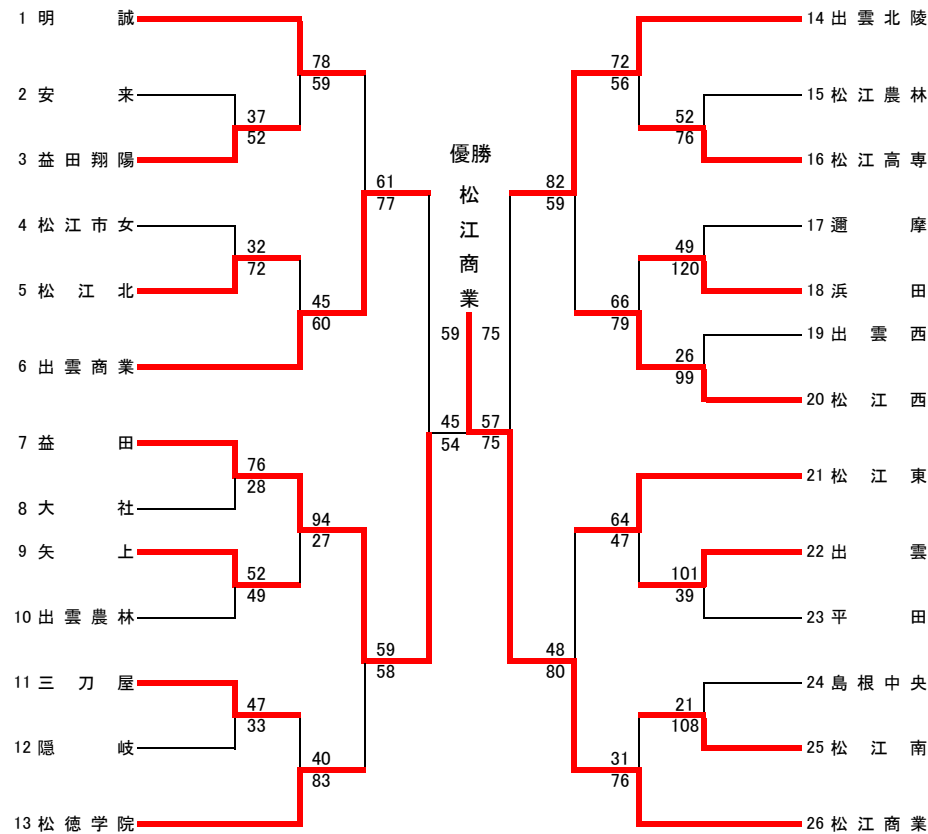 1 明誠
2 安来
3 益田翔陽
4 松江市女
5 松江北
6 出雲商業
7 益田
8 大社
9 矢上
10 出雲農林
11 三刀屋
12 隠岐
13 松徳学院
78
59
37
52
61
77
32
72
45
60
76
28
94
27
52
49
59
58
47
33
40
83
45
54
優勝
松江商業
59 75
57
75
72
56
52
76
82
59
49
120
66
79
26
99
64
47
101
39
48
80
21
108
31
76
14 出雲北陵
15 松江農林
16 松江高専
17 邇摩
18 浜田
19 出雲西
20 松江西
21 松江東
22 出雲
23 平田
24 島根中央
25 松江南
26 松江商業